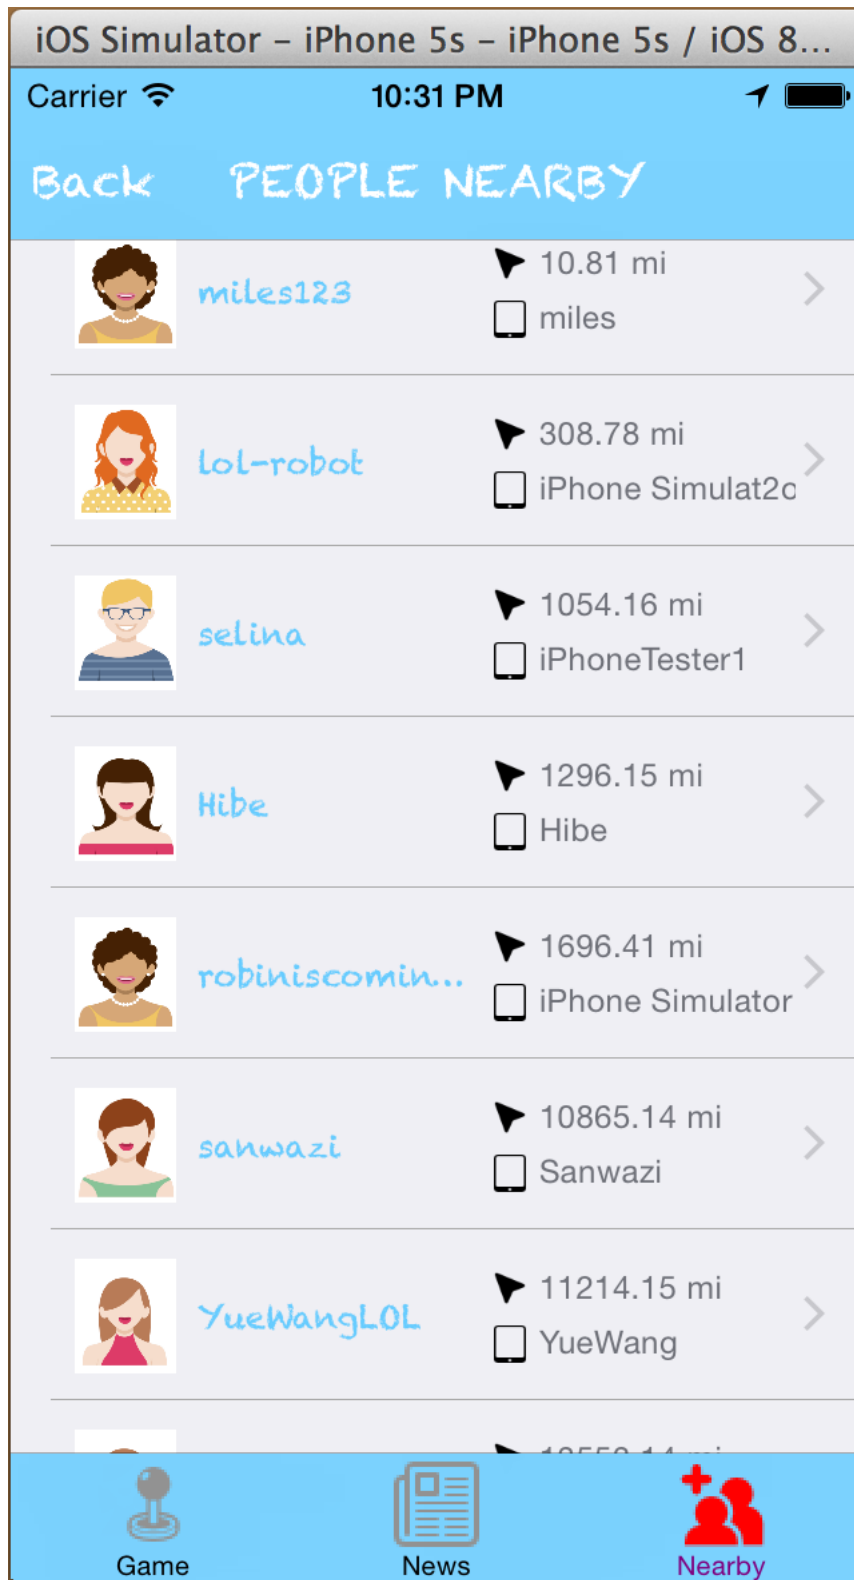 iOS Simulator - iPhone 5s - iPhone 5s / iOS 8...
Carrier 10:31 PM
Back PEOPLE NEARBY
10.81 mi
miles123
miles
308.78 mi
lol-robot
iPhone Simulat2o
1054.16 mi
selina
iPhoneTester1
1296.15 mi
Hibe
Hibe
1696.41 mi
robiniscomin...
iPhone Simulator
10865.14 mi
sanwazi
Sanwazi
11214.15 mi
YueWangLOL
YueWang
Game News Nearby